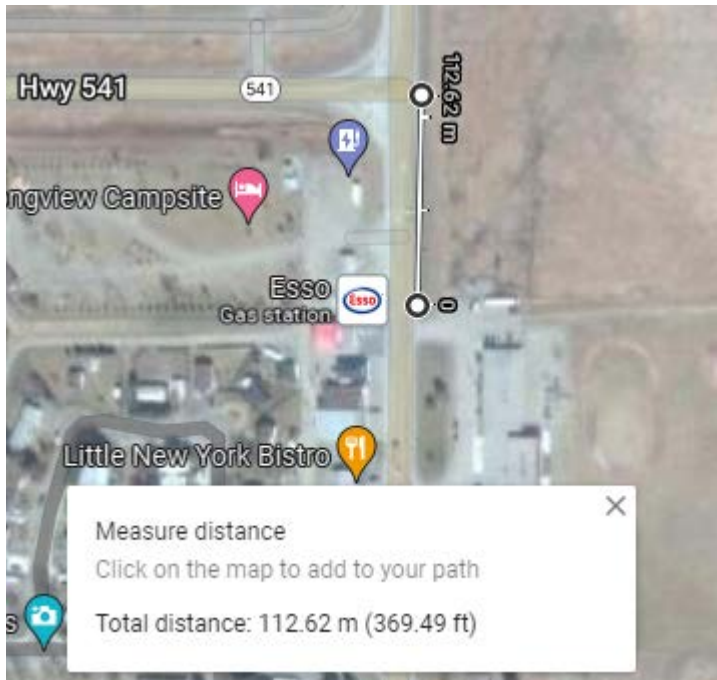 112.62 m
Hwy 541
541
ngview Campsite
Esso
Esso
Gas station
0
Little New York Bistro
Measure distance
Click on the map to add to your path
s
Total distance: 112.62 m (369.49 ft)